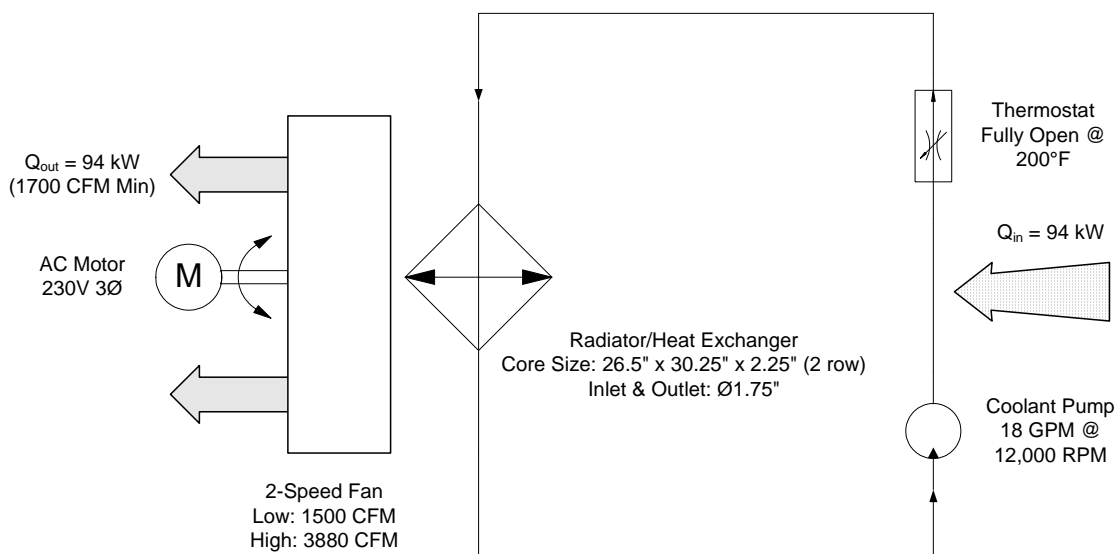 Q_out = 94 kW
(1700 CFM Min)
AC Motor
230V 3Ø
M
2-Speed Fan
Low: 1500 CFM
High: 3880 CFM
Radiator/Heat Exchanger
Core Size: 26.5" x 30.25" x 2.25" (2 row)
Inlet & Outlet: Ø1.75"
Thermostat
Fully Open @
200°F
Q_in = 94 kW
Coolant Pump
18 GPM @
12,000 RPM